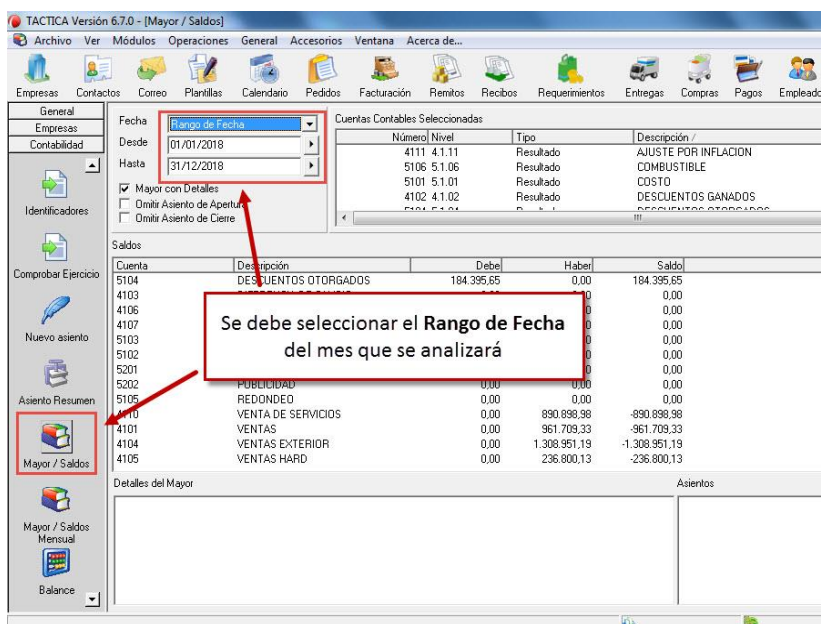 TACTICA Versión 6.7.0 - [Mayor / Saldos]
Archivo Ver Módulos Operaciones General Accesorios Ventana Acerca de...
Empresas Contactos Correo Plantillas Calendario Pedidos Facturación Remitos Recibos Requerimientos Entregas Compras Pagos Empleado
General
Empresas
Contabilidad
Identificadores
Comprobar Ejercicio
Nuevo asiento
Asiento Resumen
Mayor / Saldos
Mayor / Saldos
Mensual
Balance
Fecha Rango de Fecha
Desde 01/01/2018
Hasta 31/12/2018
Mayor con Detalles
Omitir Asiento de Apertura
Omitir Asiento de Cierre
Cuentas Contables Seleccionadas
Número Nivel Tipo Descripción /
4111 4.1.11 Resultado AJUSTE POR INFLACION
5106 5.1.06 Resultado COMBUSTIBLE
5101 5.1.01 Resultado COSTO
4102 4.1.02 Resultado DESCUENTOS GANADOS
Saldos
Cuenta Descripción Debe Haber Saldo
5104 DESCUENTOS OTORGADOS 184.395,65 0,00 184.395,65
4103 0,00
4106 0,00
4107 0,00
5103 0,00
5102 0,00
5201 0,00
5202 PUBLICIDAD 0,00 0,00 0,00
5105 REDONDEO 0,00 0,00 0,00
4110 VENTA DE SERVICIOS 0,00 890.898,98 -890.898,98
4101 VENTAS 0,00 961.709,33 -961.709,33
4104 VENTAS EXTERIOR 0,00 1.308.951,19 -1.308.951,19
4105 VENTAS HARD 0,00 236.800,13 -236.800,13
Se debe seleccionar el Rango de Fecha
del mes que se analizará
Detalles del Mayor
Asientos